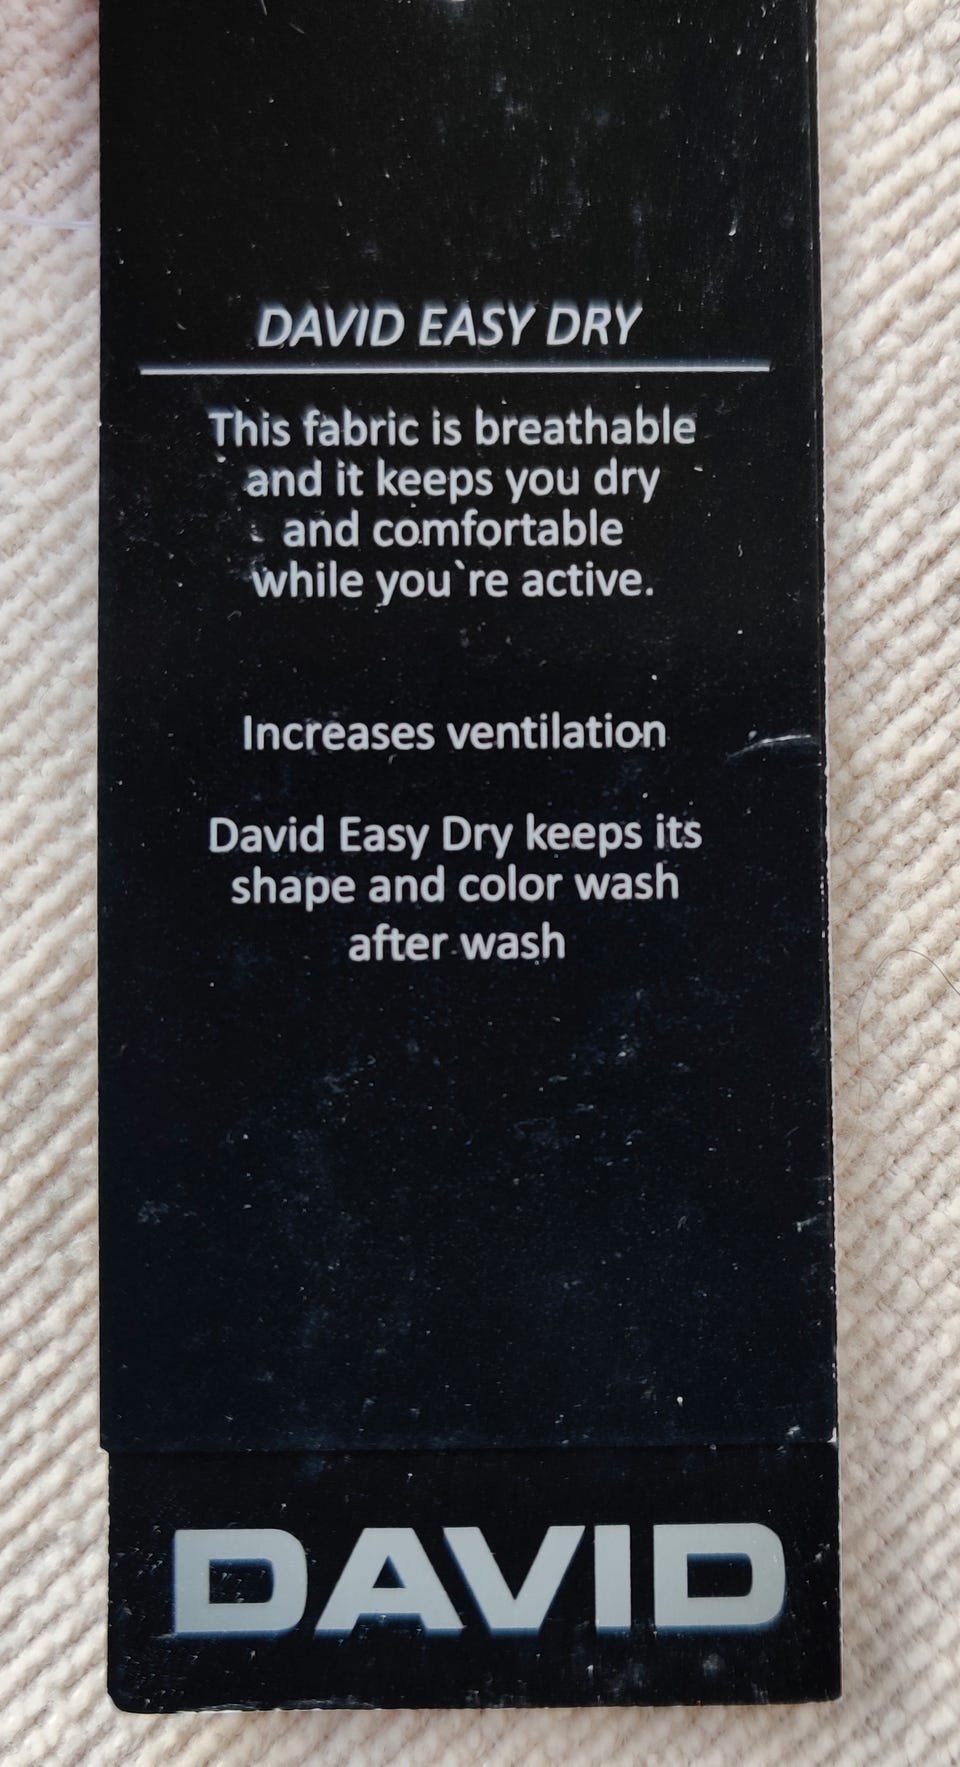 DAVID EASY DRY
This fabric is breathable
and it keeps you dry
and comfortable
while you`re active.
Increases ventilation
David Easy Dry keeps its
shape and color wash
after wash
DAVID